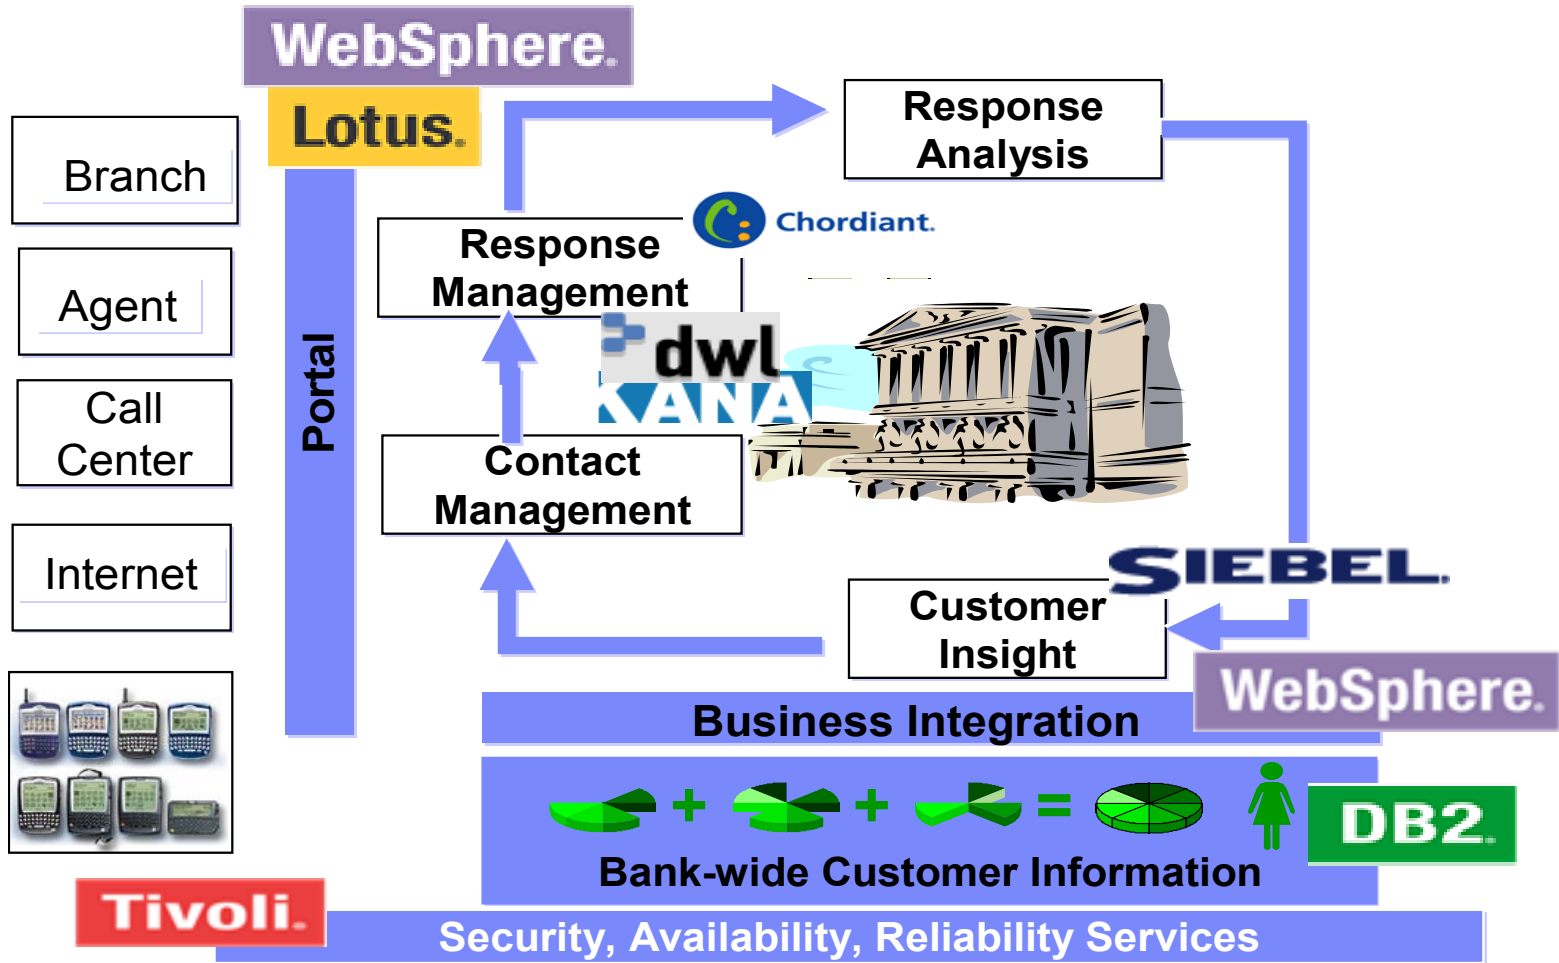 WebSphere.
Lotus.
Branch
Agent
Call
Center
Internet
Portal
Response
Analysis
Chordiant.
Response
Management
dwl
KANA
Contact
Management
SIEBEL.
Customer
Insight
WebSphere.
Business Integration
+ + =
DB2.
Bank-wide Customer Information
Tivoli.
Security, Availability, Reliability Services